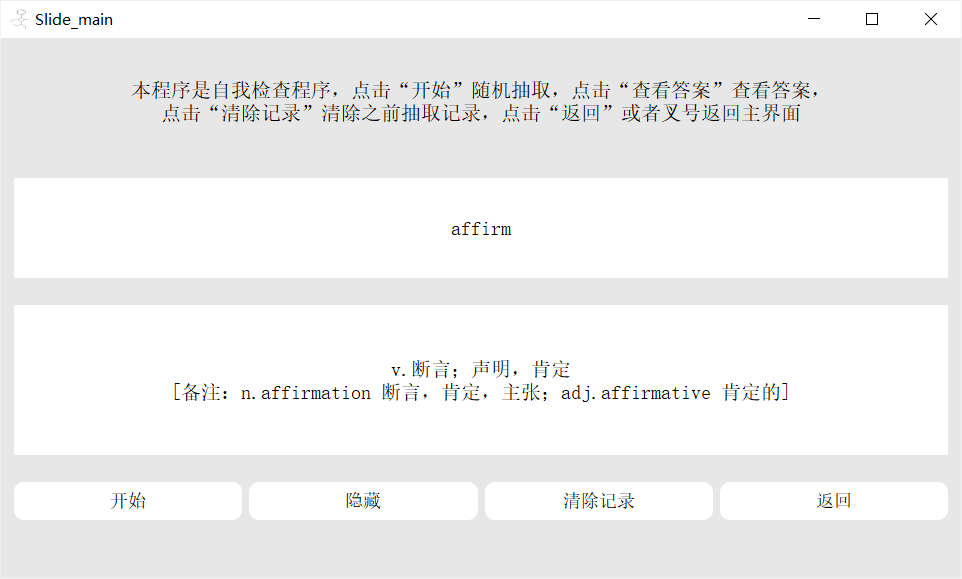 Slide_main
本程序是自我检查程序，点击“开始”随机抽取，点击“查看答案”查看答案，
点击“清除记录”清除之前抽取记录，点击“返回”或者叉号返回主界面
affirm
v.断言；声明，肯定
[备注：n.affirmation 断言，肯定，主张；adj.affirmative 肯定的]
开始
隐藏
清除记录
返回